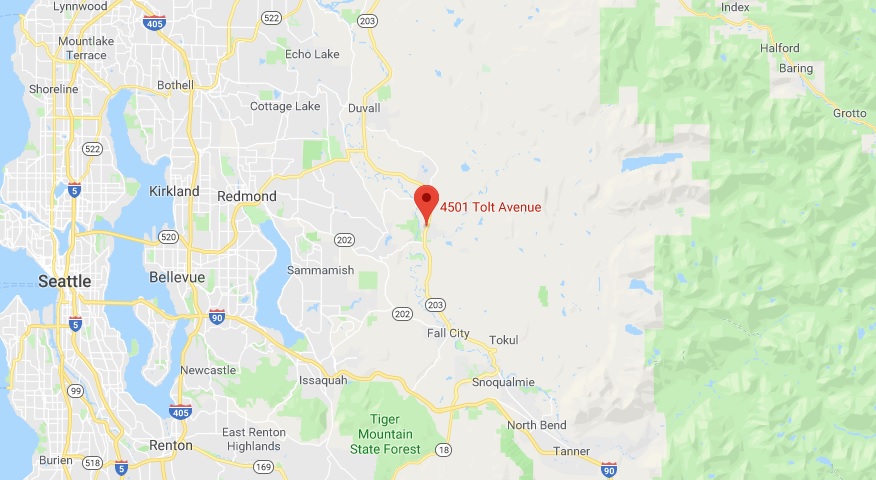 Lynnwood
405
522
203
Index
Mountlake
Terrace
Echo Lake
Halford
Baring
Shoreline
Bothell
Cottage Lake
Duvall
Grotto
522
5
Kirkland
Redmond
4501 Tolt Avenue
520
202
Seattle
Bellevue
Sammamish
5
90
202
203
Fall City
Tokul
Newcastle
Issaquah
Snoqualmie
99
405
Tiger
Mountain
State Forest
North Bend
Renton
East Renton
Highlands
18
Tanner
Burien
518
5
169
90